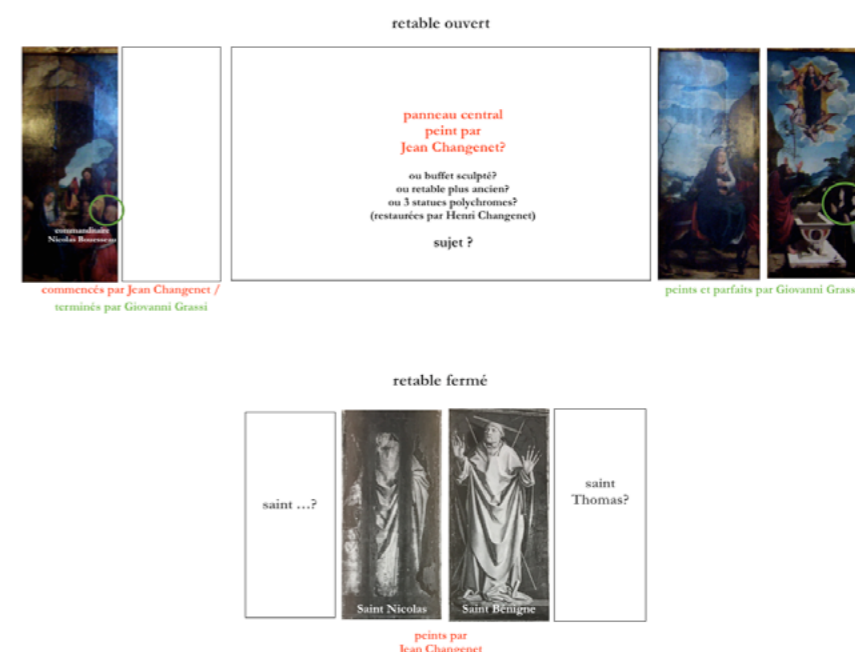 retable ouvert
panneau central
peint par
Jean Changenet?
ou buffet sculpté?
ou retable plus ancien?
ou 3 statues polychromes?
(restaurées par Henri Changenet)
sujet ?
commanditaire
Nicolas Bouesseau
commencés par Jean Changenet /
terminés par Giovanni Grassi
peints et parfaits par Giovanni Grass
retable fermé
saint ...?
Saint Nicolas
Saint Bénigne
saint
Thomas?
peints par
Jean Changenet